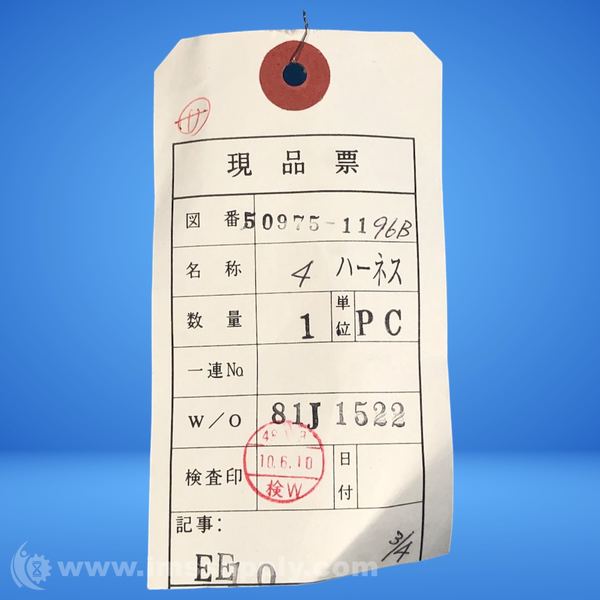 現品票
図番 50975-1196B
名称 4 ハーネス
数量 1 単位 PC
一連No.
W/O 81J 1522
検査印 10.6.10 検W 日付
記事:
3/4
EE
www.imssupply.com